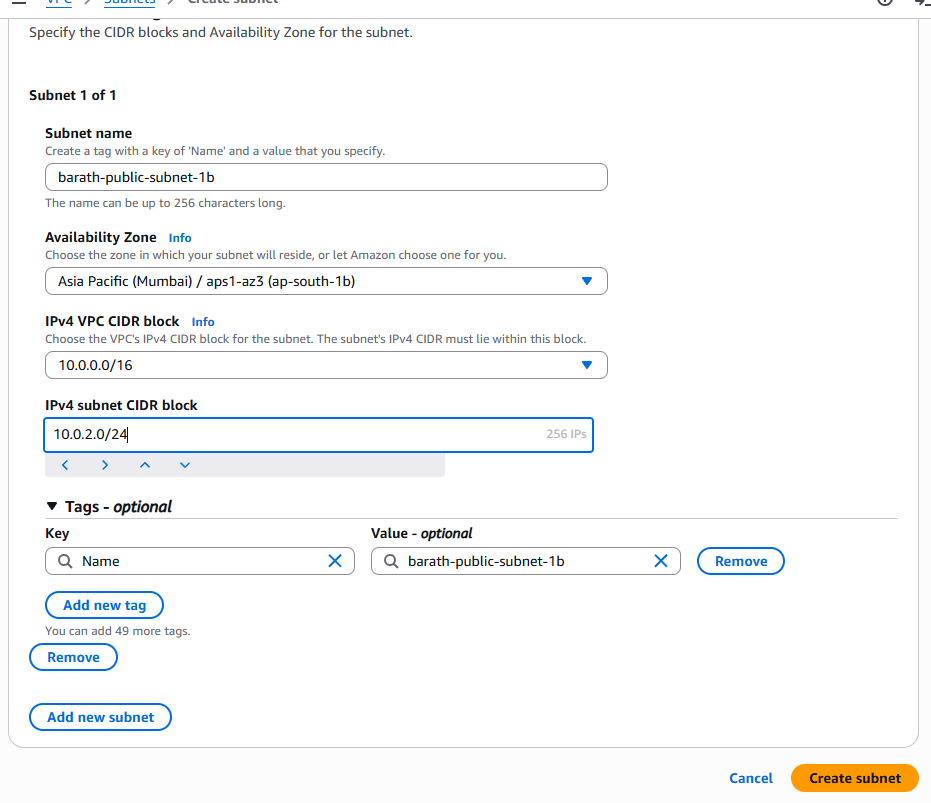 VPC > Subnets > Create subnet
Specify the CIDR blocks and Availability Zone for the subnet.
Subnet 1 of 1
Subnet name
Create a tag with a key of 'Name' and a value that you specify.
barath-public-subnet-1b
The name can be up to 256 characters long.
Availability Zone Info
Choose the zone in which your subnet will reside, or let Amazon choose one for you.
Asia Pacific (Mumbai) / aps1-az3 (ap-south-1b)
IPv4 VPC CIDR block Info
Choose the VPC's IPv4 CIDR block for the subnet. The subnet's IPv4 CIDR must lie within this block.
10.0.0.0/16
IPv4 subnet CIDR block
10.0.2.0/24 256 IPs
Tags - optional
Key Value - optional
Name barath-public-subnet-1b Remove
Add new tag
You can add 49 more tags.
Remove
Add new subnet
Cancel Create subnet